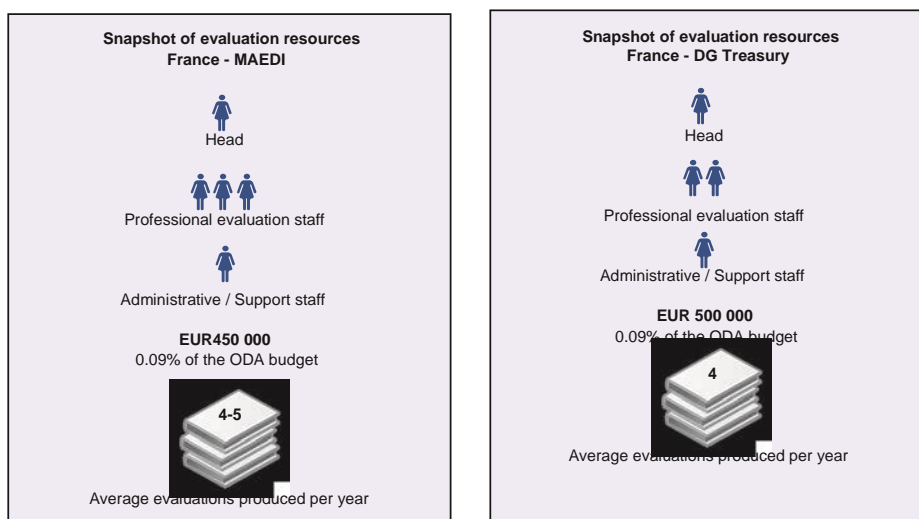 Snapshot of evaluation resources
France - MAEDI
Head
Professional evaluation staff
Administrative / Support staff
EUR450 000
0.09% of the ODA budget
4-5
Average evaluations produced per year
Snapshot of evaluation resources
France - DG Treasury
Head
Professional evaluation staff
Administrative / Support staff
EUR 500 000
0.09% of the ODA budget
4
Average evaluations produced per year